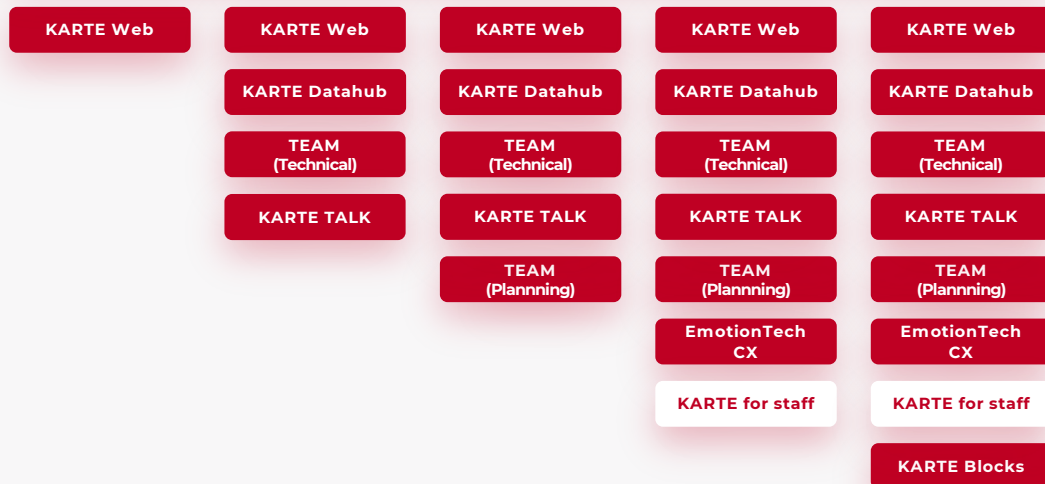 KARTE Web
KARTE Web
KARTE Datahub
TEAM
(Technical)
KARTE TALK
KARTE Web
KARTE Datahub
TEAM
(Technical)
KARTE TALK
TEAM
(Plannning)
KARTE Web
KARTE Datahub
TEAM
(Technical)
KARTE TALK
TEAM
(Plannning)
EmotionTech
CX
KARTE for staff
KARTE Web
KARTE Datahub
TEAM
(Technical)
KARTE TALK
TEAM
(Plannning)
EmotionTech
CX
KARTE for staff
KARTE Blocks